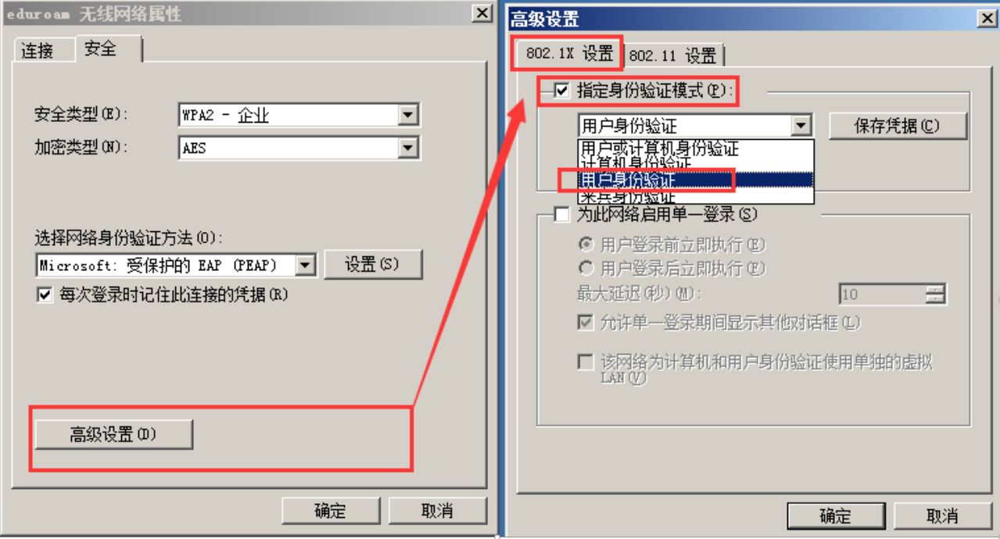 eduroam 无线网络属性
连接
安全
安全类型(E):
WPA2 - 企业
加密类型(N):
AES
选择网络身份验证方法(O):
Microsoft: 受保护的 EAP (PEAP)
设置(S)
每次登录时记住此连接的凭据(R)
高级设置(D)
确定
取消
高级设置
802.1X 设置
802.11 设置
指定身份验证模式(P):
用户身份验证
保存凭据(C)
用户或计算机身份验证
计算机身份验证
用户身份验证
来宾身份验证
为此网络启用单一登录(S)
用户登录前立即执行(E)
用户登录后立即执行(F)
最大延迟(秒)(M):
10
允许单一登录期间显示其他对话框(L)
该网络为计算机和用户身份验证使用单独的虚拟
LAN(V)
确定
取消